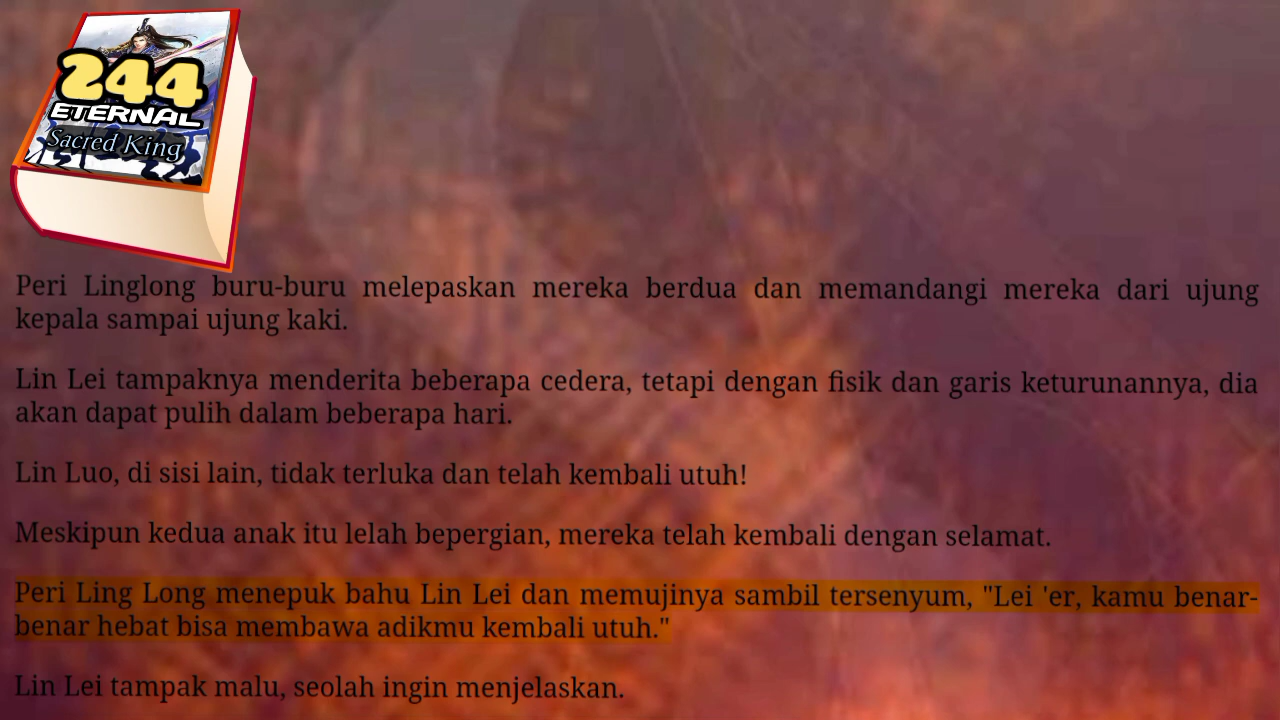 244
ETERNAL
Sacred King
Peri Linglong buru-buru melepaskan mereka berdua dan memandangi mereka dari ujung
kepala sampai ujung kaki.
Lin Lei tampaknya menderita beberapa cedera, tetapi dengan fisik dan garis keturunannya, dia
akan dapat pulih dalam beberapa hari.
Lin Luo, di sisi lain, tidak terluka dan telah kembali utuh!
Meskipun kedua anak itu lelah bepergian, mereka telah kembali dengan selamat.
Peri Ling Long menepuk bahu Lin Lei dan memujinya sambil tersenyum, "Lei 'er, kamu benar-
benar hebat bisa membawa adikmu kembali utuh."
Lin Lei tampak malu, seolah ingin menjelaskan.